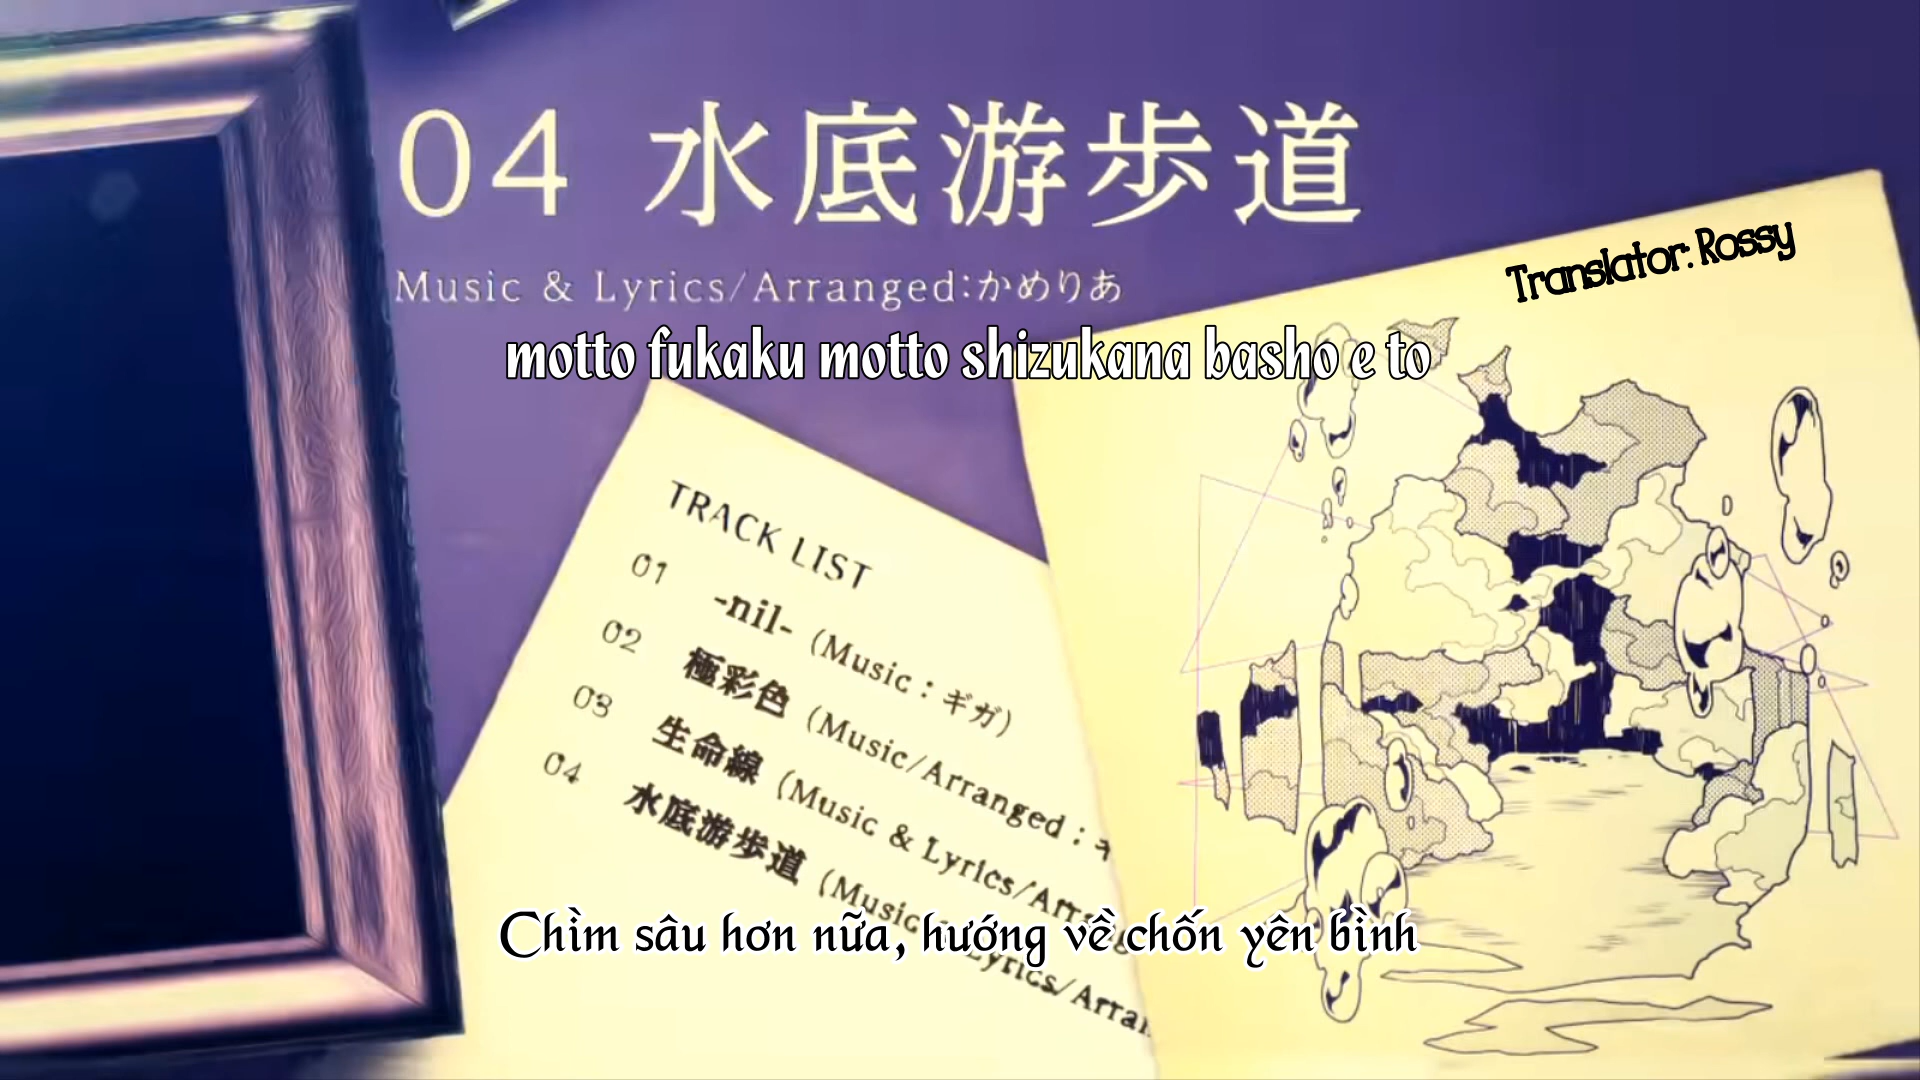 04 水底游歩道
Music & Lyrics/Arranged:かめりあ
Translator: Rossy
motto fukaku motto shizukana basho e to
TRACK LIST
01 -nil- (Music：ギガ)
02 極彩色 (Music/Arranged：ギ
03 生命線 (Music & Lyrics/Arrang
04 水底游歩道 (Music & Lyrics/Arran
Chìm sâu hơn nữa, hướng về chốn yên bình